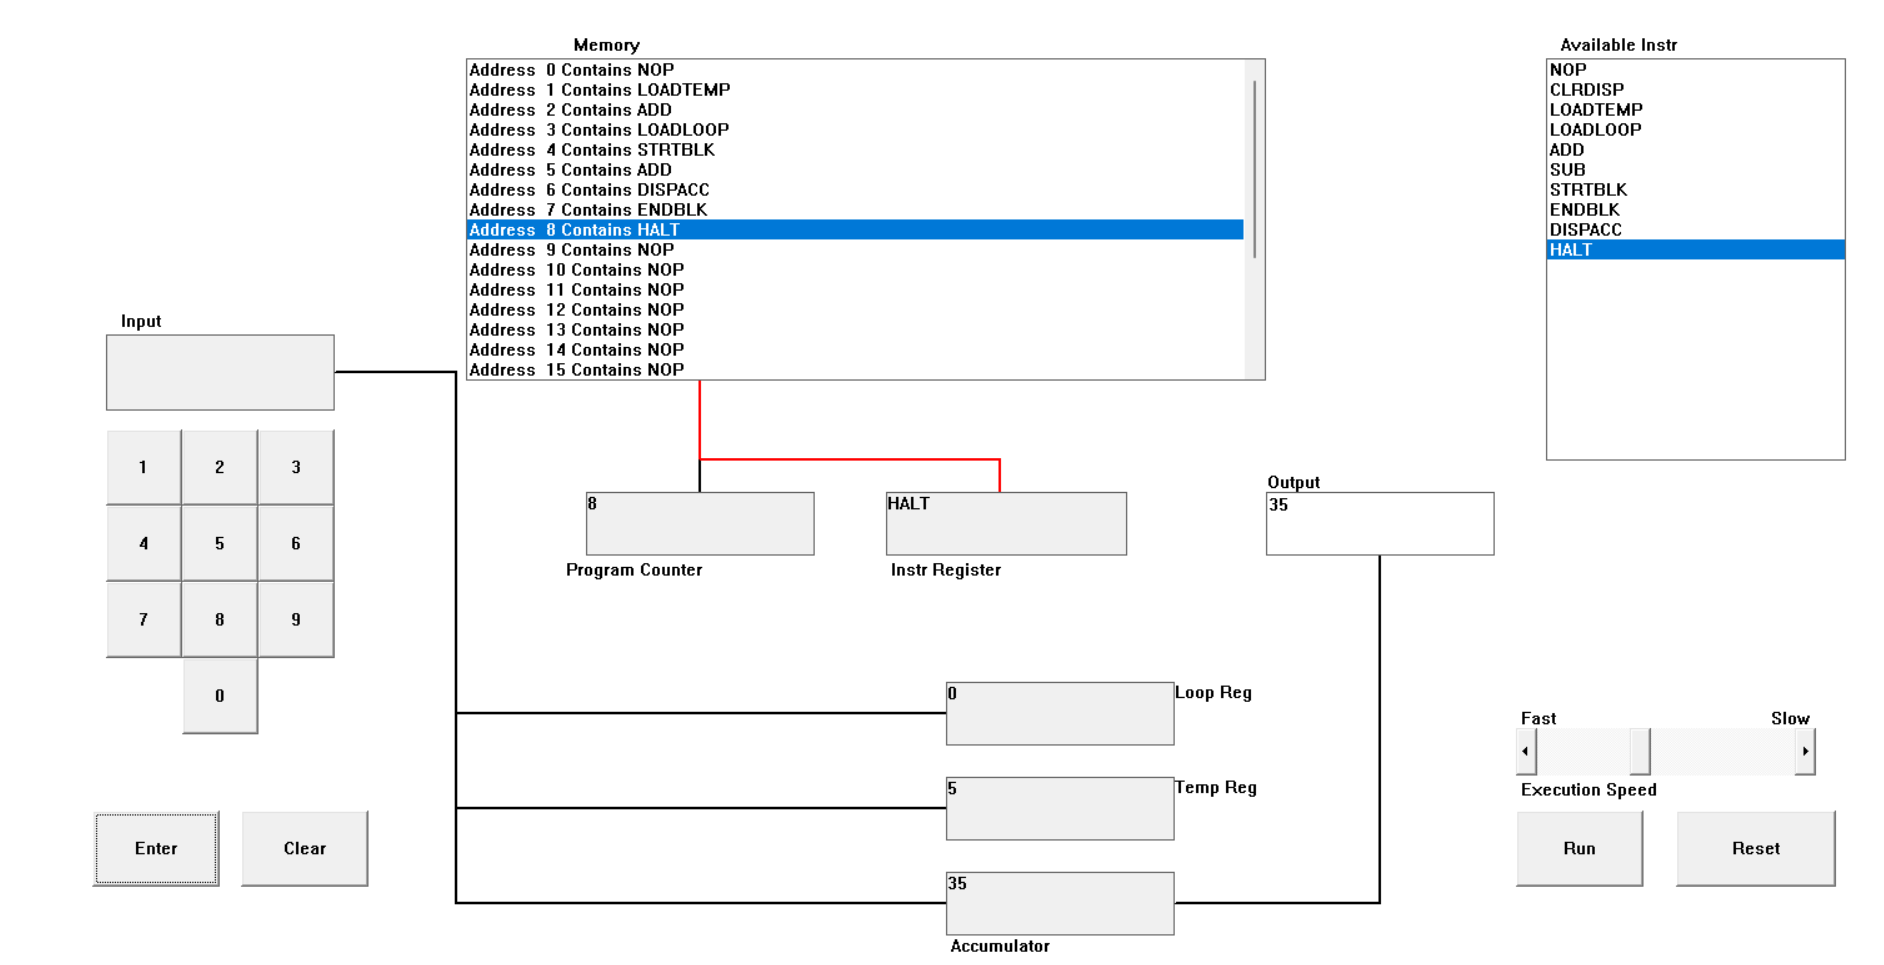 Memory
Address 0 Contains NOP
Address 1 Contains LOADTEMP
Address 2 Contains ADD
Address 3 Contains LOADLOOP
Address 4 Contains STRTBLK
Address 5 Contains ADD
Address 6 Contains DISPACC
Address 7 Contains ENDBLK
Address 8 Contains HALT
Address 9 Contains NOP
Address 10 Contains NOP
Address 11 Contains NOP
Address 12 Contains NOP
Address 13 Contains NOP
Address 14 Contains NOP
Address 15 Contains NOP
Available Instr
NOP
CLRDISP
LOADTEMP
LOADLOOP
ADD
SUB
STRTBLK
ENDBLK
DISPACC
HALT
Input
1 2 3
4 5 6
7 8 9
0
Enter Clear
8
Program Counter
HALT
Instr Register
Output
35
0
Loop Reg
5
Temp Reg
35
Accumulator
Fast Slow
Execution Speed
Run Reset